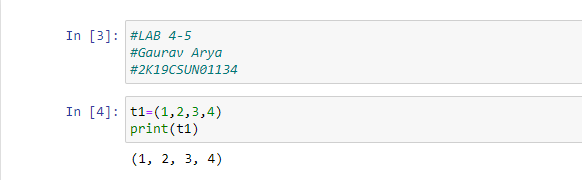 In [3]: #LAB 4-5
#Gaurav Arya
#2K19CSUN01134
In [4]: t1=(1,2,3,4)
print(t1)
(1, 2, 3, 4)